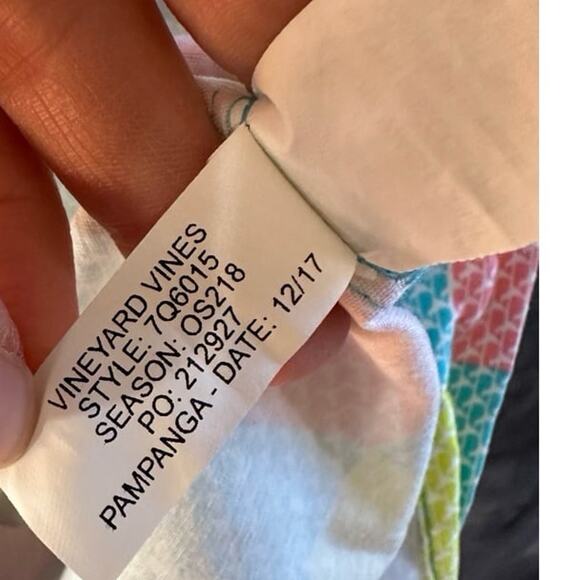 VINEYARD VINES
STYLE: 7Q6015
SEASON: OS218
PO: 212927
PAMPANGA - DATE: 12/17